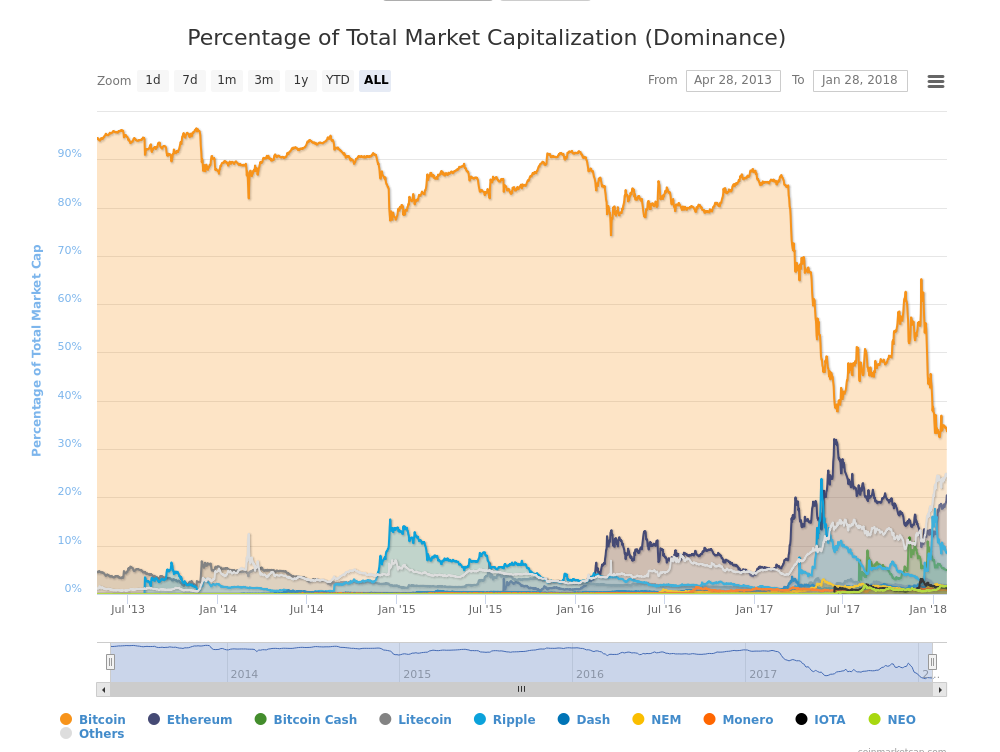 Percentage of Total Market Capitalization (Dominance)
Zoom 1d 7d 1m 3m 1y YTD ALL From Apr 28, 2013 To Jan 28, 2018
Percentage of Total Market Cap
90%
80%
70%
60%
50%
40%
30%
20%
10%
0%
Jul '13 Jan '14 Jul '14 Jan '15 Jul '15 Jan '16 Jul '16 Jan '17 Jul '17 Jan '18
2014 2015 2016 2017 2...
Bitcoin Ethereum Bitcoin Cash Litecoin Ripple Dash NEM Monero IOTA NEO
Others
coinmarketcap.com